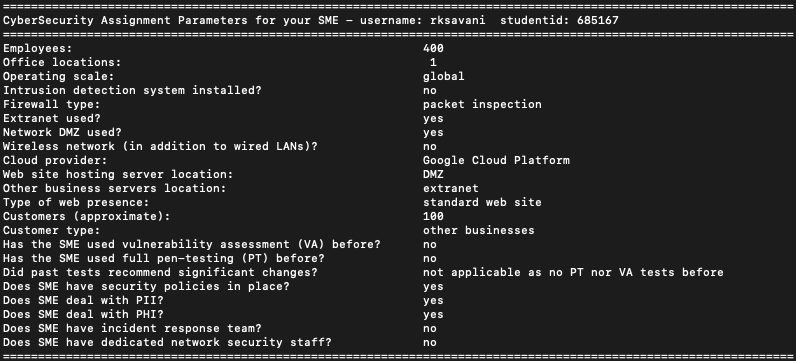 CyberSecurity Assignment Parameters for your SME - username: rksavani  studentid: 685167
Employees: 400
Office locations: 1
Operating scale: global
Intrusion detection system installed? no
Firewall type: packet inspection
Extranet used? yes
Network DMZ used? yes
Wireless network (in addition to wired LANs)? no
Cloud provider: Google Cloud Platform
Web site hosting server location: DMZ
Other business servers location: extranet
Type of web presence: standard web site
Customers (approximate): 100
Customer type: other businesses
Has the SME used vulnerability assessment (VA) before? no
Has the SME used full pen-testing (PT) before? no
Did past tests recommend significant changes? not applicable as no PT nor VA tests before
Does SME have security policies in place? yes
Does SME deal with PII? yes
Does SME deal with PHI? yes
Does SME have incident response team? no
Does SME have dedicated network security staff? no